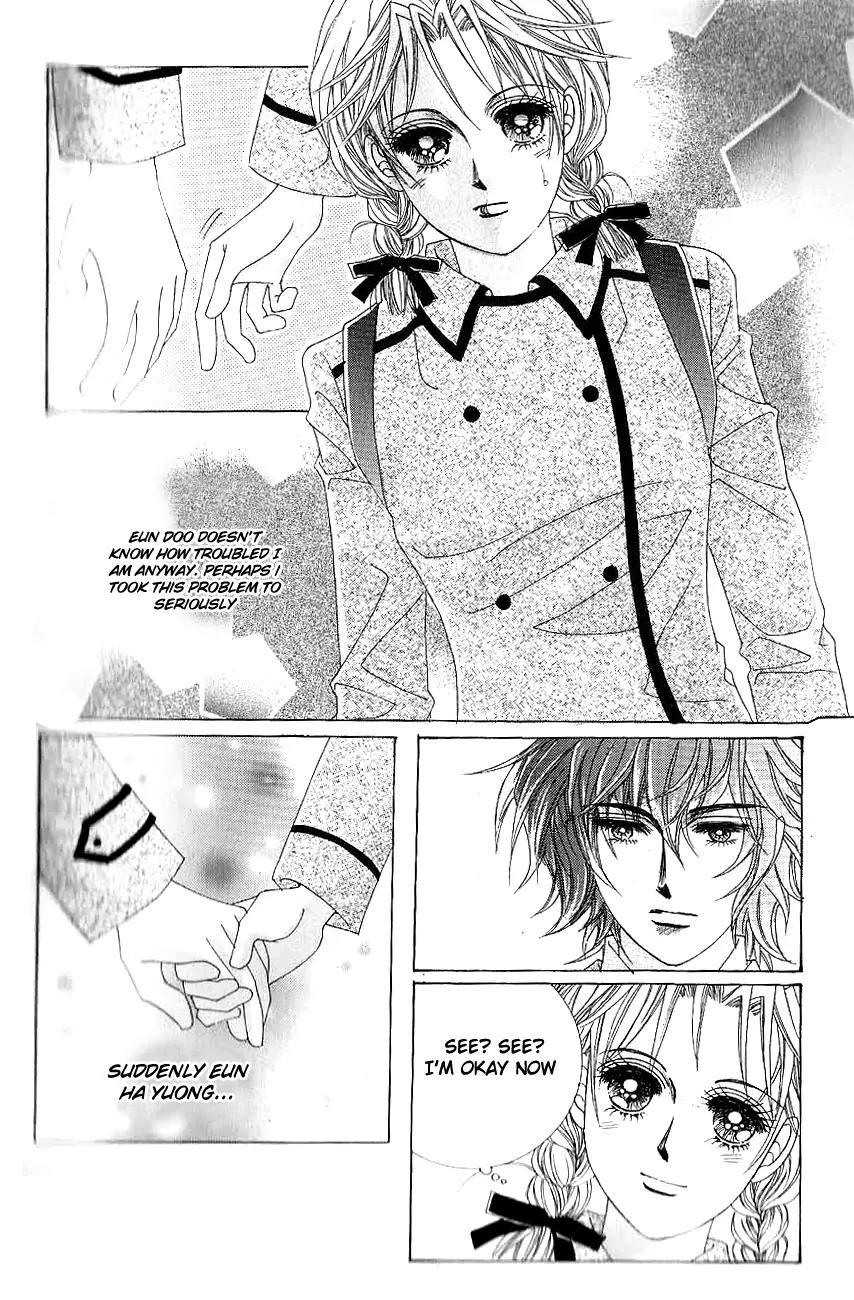 EUN DOO DOESN'T
KNOW HOW TROUBLED I
AM ANYWAY. PERHAPS I
TOOK THIS PROBLEM TO
SERIOUSLY
SUDDENLY EUN
HA YUONG...
SEE? SEE?
I'M OKAY NOW